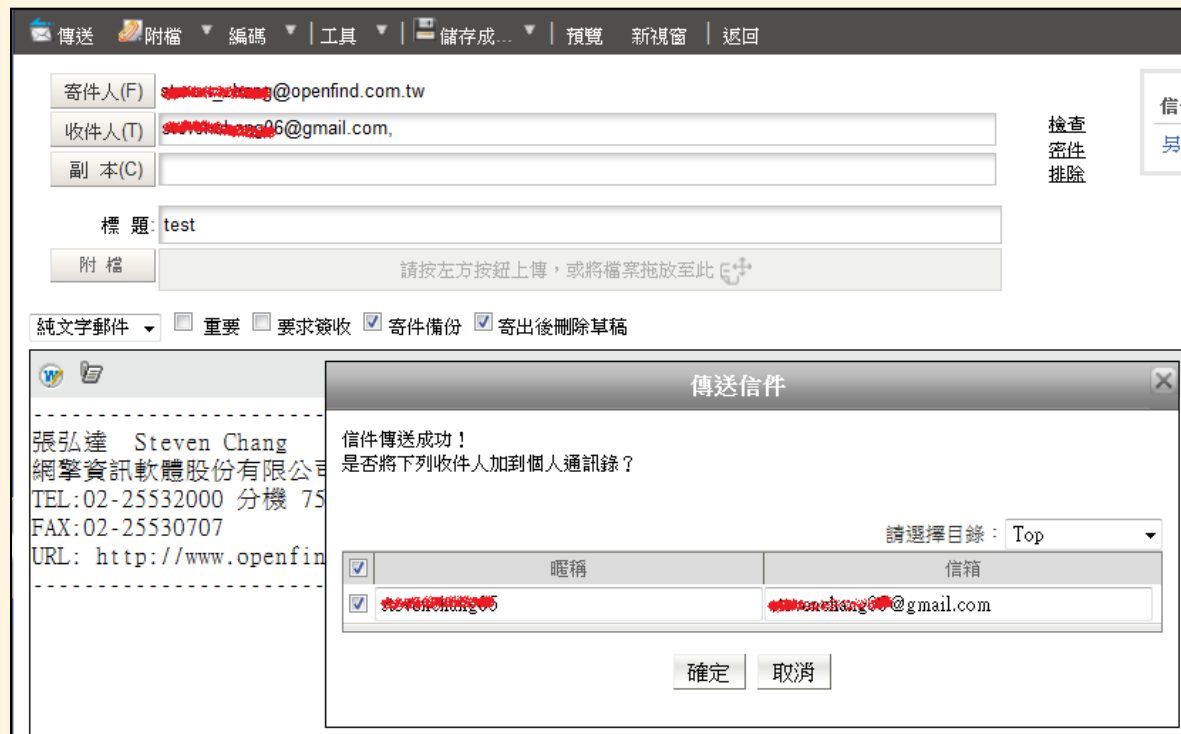 傳送 附檔 ▼ 編碼 ▼ | 工具 ▼ | 儲存成... ▼ | 預覽 新視窗 | 返回
寄件人(F) @openfind.com.tw
收件人(T) 06@gmail.com,
檢查
副 本(C)
密件
排除
信
另
標 題: test
附 檔 請按左方按鈕上傳,或將檔案拖放至此
純文字郵件 重要 要求簽收 寄件備份 寄出後刪除草稿
張弘達 Steven Chang
網擎資訊軟體股份有限公司
TEL:02-25532000 分機 75
FAX:02-25530707
URL: http://www.openfin
傳送信件
信件傳送成功!
是否將下列收件人加到個人通訊錄?
請選擇目錄: Top
暱稱 信箱
@gmail.com
確定 取消